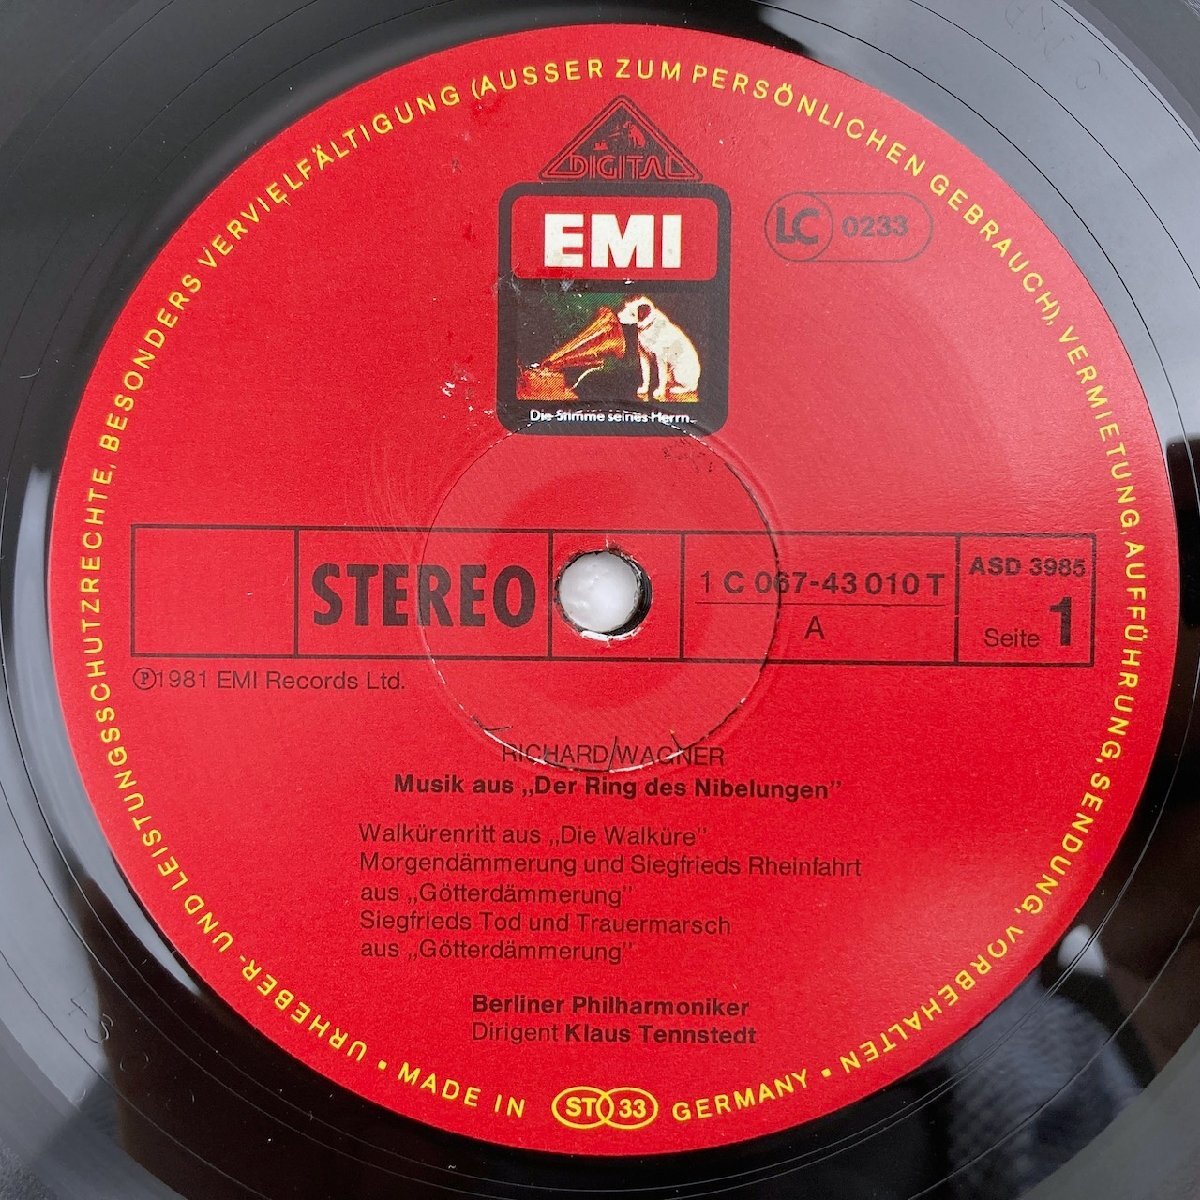 URHEBER- UND LEISTUNGSSCHUTZRECHTE, BESONDERS VERVIELFÄLTIGUNG (AUSSER ZUM PERSÖNLICHEN GEBRAUCH), VERMIETUNG, AUFFÜHRUNG, SENDUNG, VORBEHALTEN •
DIGITAL
EMI
LC 0233
Die Stimme seines Herrn
STEREO
1 C 067-43 010 T
A
ASD 3985
Seite 1
℗1981 EMI Records Ltd.
RICHARD WAGNER
Musik aus „Der Ring des Nibelungen”
Walkürenritt aus „Die Walküre”
Morgendämmerung und Siegfrieds Rheinfahrt
aus „Götterdämmerung”
Siegfrieds Tod und Trauermarsch
aus „Götterdämmerung”
Berliner Philharmoniker
Dirigent Klaus Tennstedt
• MADE IN ST 33 GERMANY